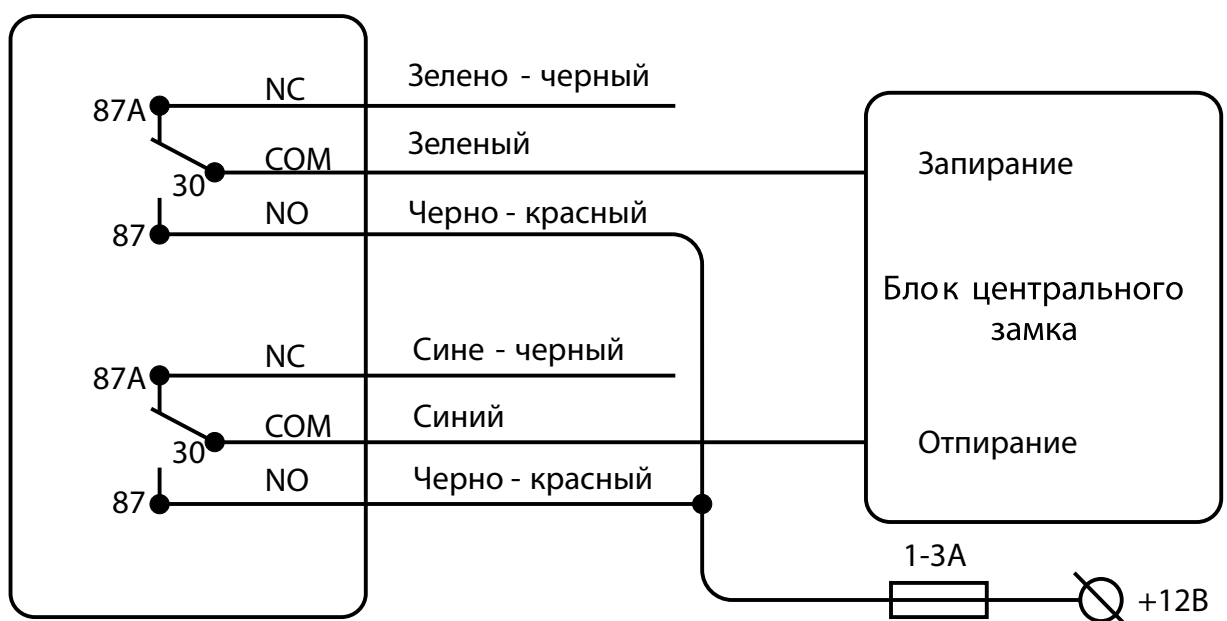 87A
NC
Зелено - черный
30
COM
Зеленый
87
NO
Черно - красный
87A
NC
Сине - черный
30
COM
Синий
87
NO
Черно - красный
Запирание
Блок центрального
замка
Отпирание
1-3А
+12В